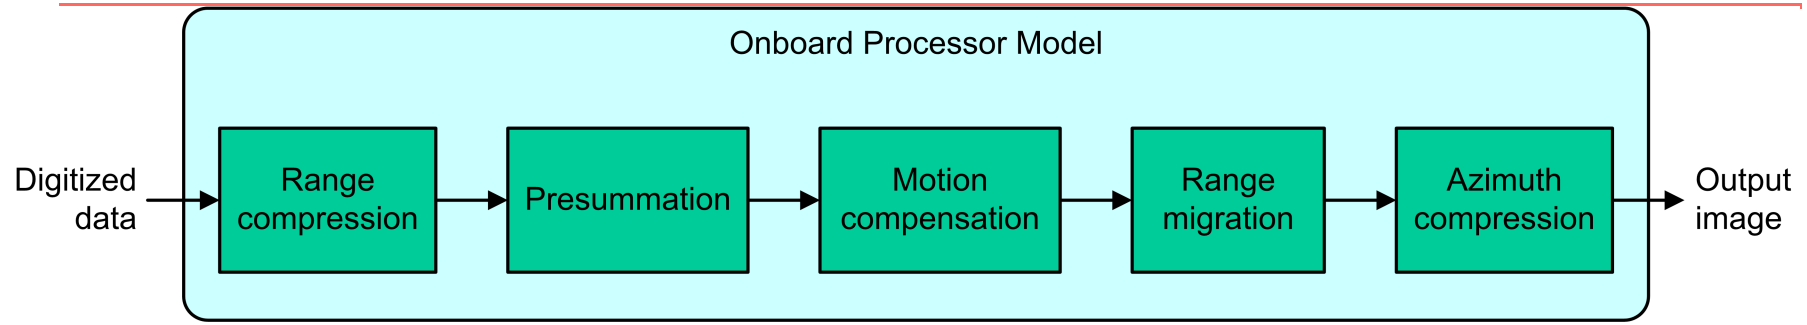 Onboard Processor Model
Digitized
data
Range
compression
Presummation
Motion
compensation
Range
migration
Azimuth
compression
Output
image